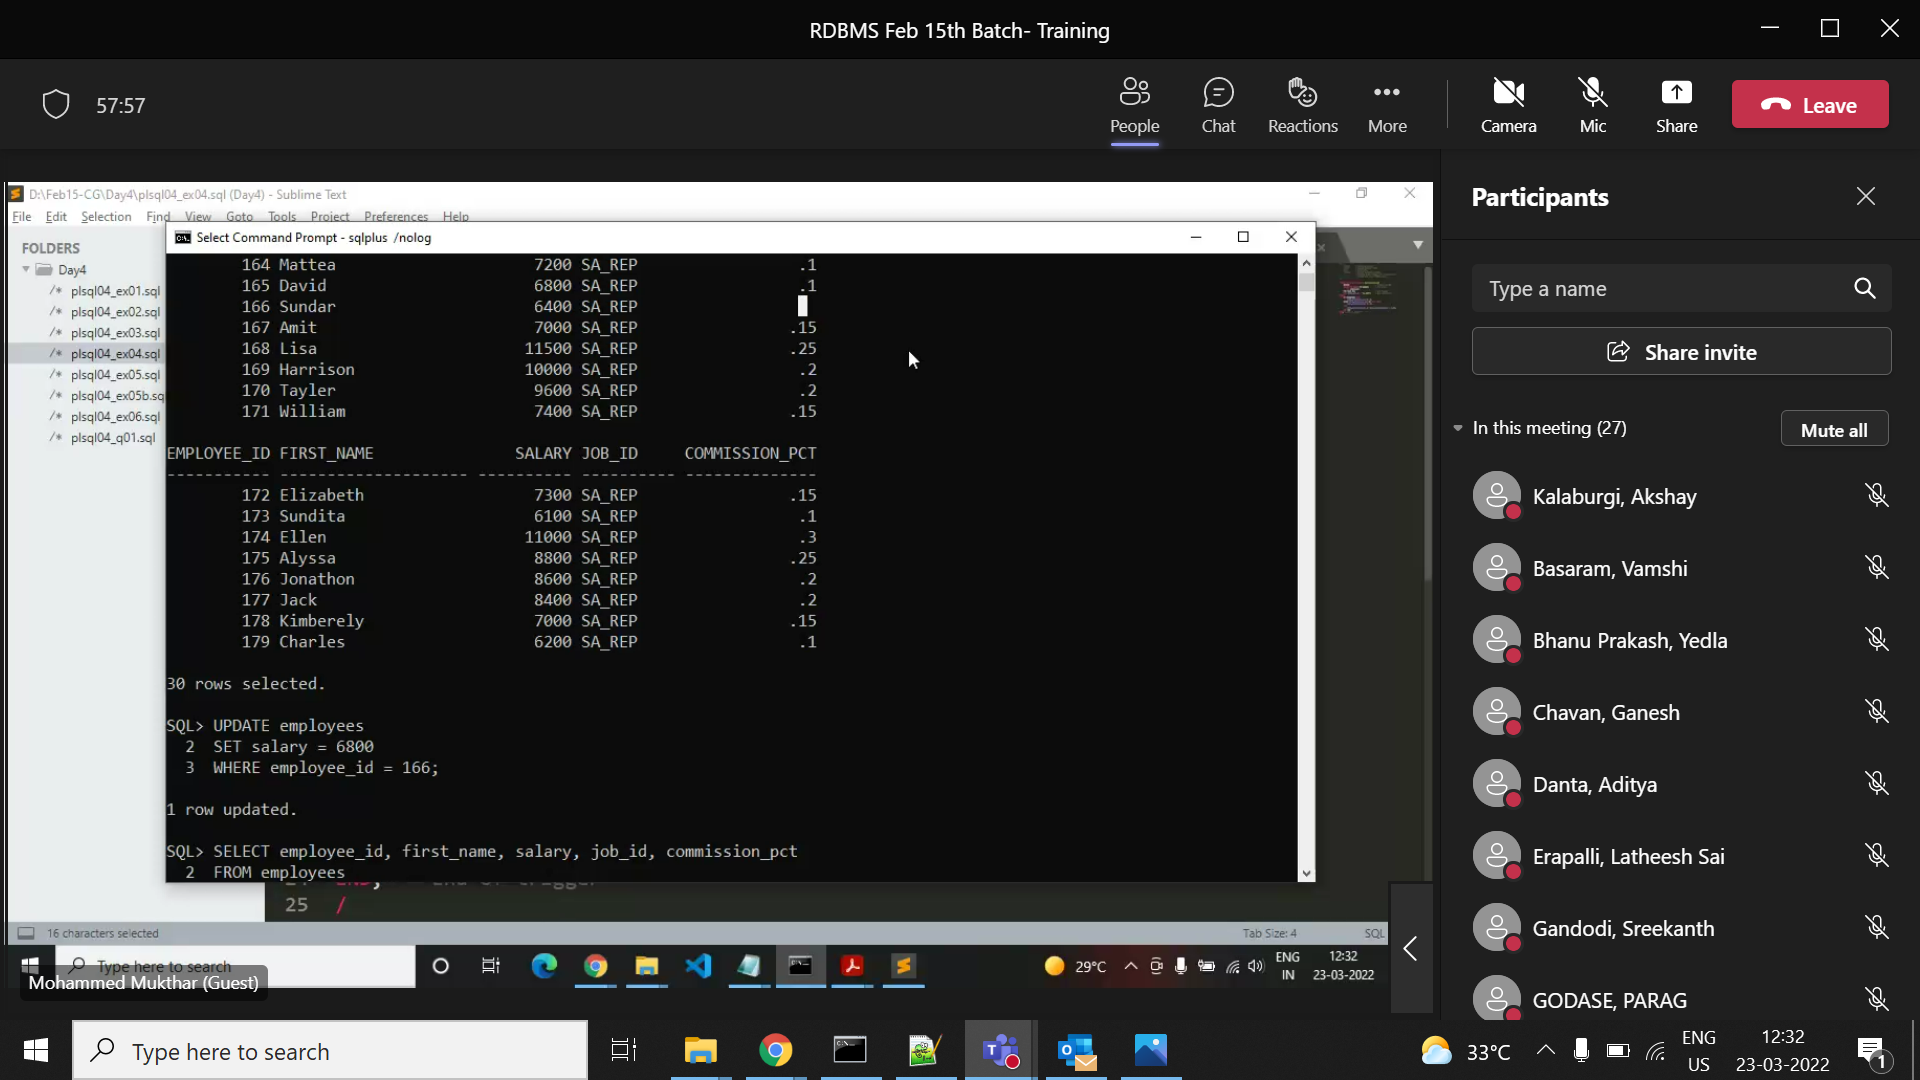 RDBMS Feb 15th Batch- Training
57:57
People
Chat
Reactions
More
Camera
Mic
Share
Leave
D:\Feb15-CG\Day4\plsql04_ex04.sql (Day4) - Sublime Text
File Edit Selection Find View Goto Tools Project Preferences Help
FOLDERS
Day4
/* plsql04_ex01.sql
/* plsql04_ex02.sql
/* plsql04_ex03.sql
/* plsql04_ex04.sql
/* plsql04_ex05.sql
/* plsql04_ex05b.sq
/* plsql04_ex06.sql
/* plsql04_q01.sql
Select Command Prompt - sqlplus /nolog
164 Mattea 7200 SA_REP .1
165 David 6800 SA_REP .1
166 Sundar 6400 SA_REP
167 Amit 7000 SA_REP .15
168 Lisa 11500 SA_REP .25
169 Harrison 10000 SA_REP .2
170 Tayler 9600 SA_REP .2
171 William 7400 SA_REP .15
EMPLOYEE_ID FIRST_NAME SALARY JOB_ID COMMISSION_PCT
----------- -------------------- ---------- ---------- --------------
172 Elizabeth 7300 SA_REP .15
173 Sundita 6100 SA_REP .1
174 Ellen 11000 SA_REP .3
175 Alyssa 8800 SA_REP .25
176 Jonathon 8600 SA_REP .2
177 Jack 8400 SA_REP .2
178 Kimberely 7000 SA_REP .15
179 Charles 6200 SA_REP .1
30 rows selected.
SQL> UPDATE employees
2 SET salary = 6800
3 WHERE employee_id = 166;
1 row updated.
SQL> SELECT employee_id, first_name, salary, job_id, commission_pct
2 FROM employees
25 /
16 characters selected
Tab Size: 4
SQL
Type here to search
29°C
ENG
IN
12:32
23-03-2022
Mohammed Mukthar (Guest)
Participants
Type a name
Share invite
In this meeting (27)
Mute all
Kalaburgi, Akshay
Basaram, Vamshi
Bhanu Prakash, Yedla
Chavan, Ganesh
Danta, Aditya
Erapalli, Latheesh Sai
Gandodi, Sreekanth
GODASE, PARAG
Type here to search
33°C
ENG
US
12:32
23-03-2022
1